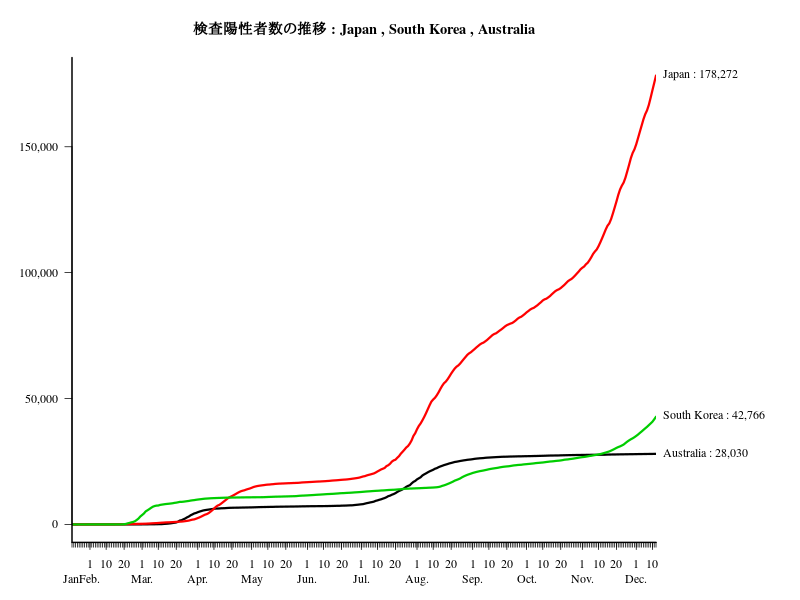 検査陽性者数の推移 : Japan , South Korea , Australia
Japan : 178,272
150,000
100,000
50,000
South Korea : 42,766
Australia : 28,030
0
1 10 20 1 10 20 1 10 20 1 10 20 1 10 20 1 10 20 1 10 20 1 10 20 1 10 20 1 10 20 1 10
JanFeb. Mar. Apr. May Jun. Jul. Aug. Sep. Oct. Nov. Dec.